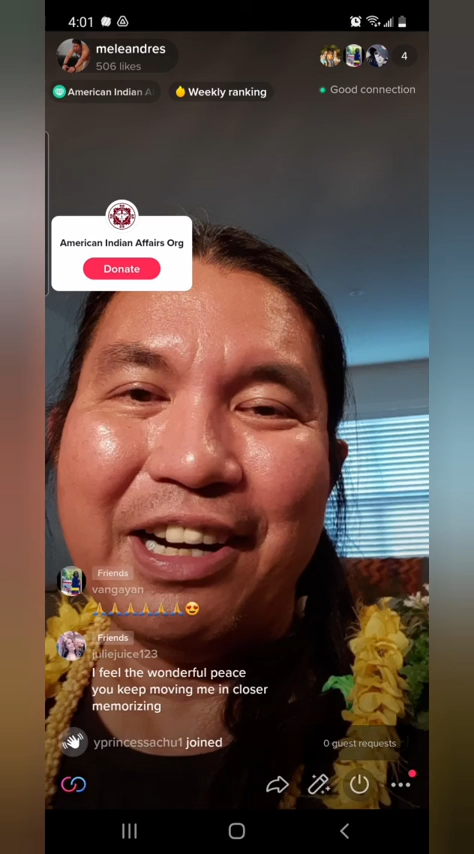 4:01
meleandres
506 likes
4
American Indian A
Weekly ranking
Good connection
American Indian Affairs Org
Donate
Friends
vangayan
🙏🙏🙏🙏🙏🙏😍
Friends
juliejuice123
I feel the wonderful peace
you keep moving me in closer
memorizing
yprincessachu1 joined
0 guest requests